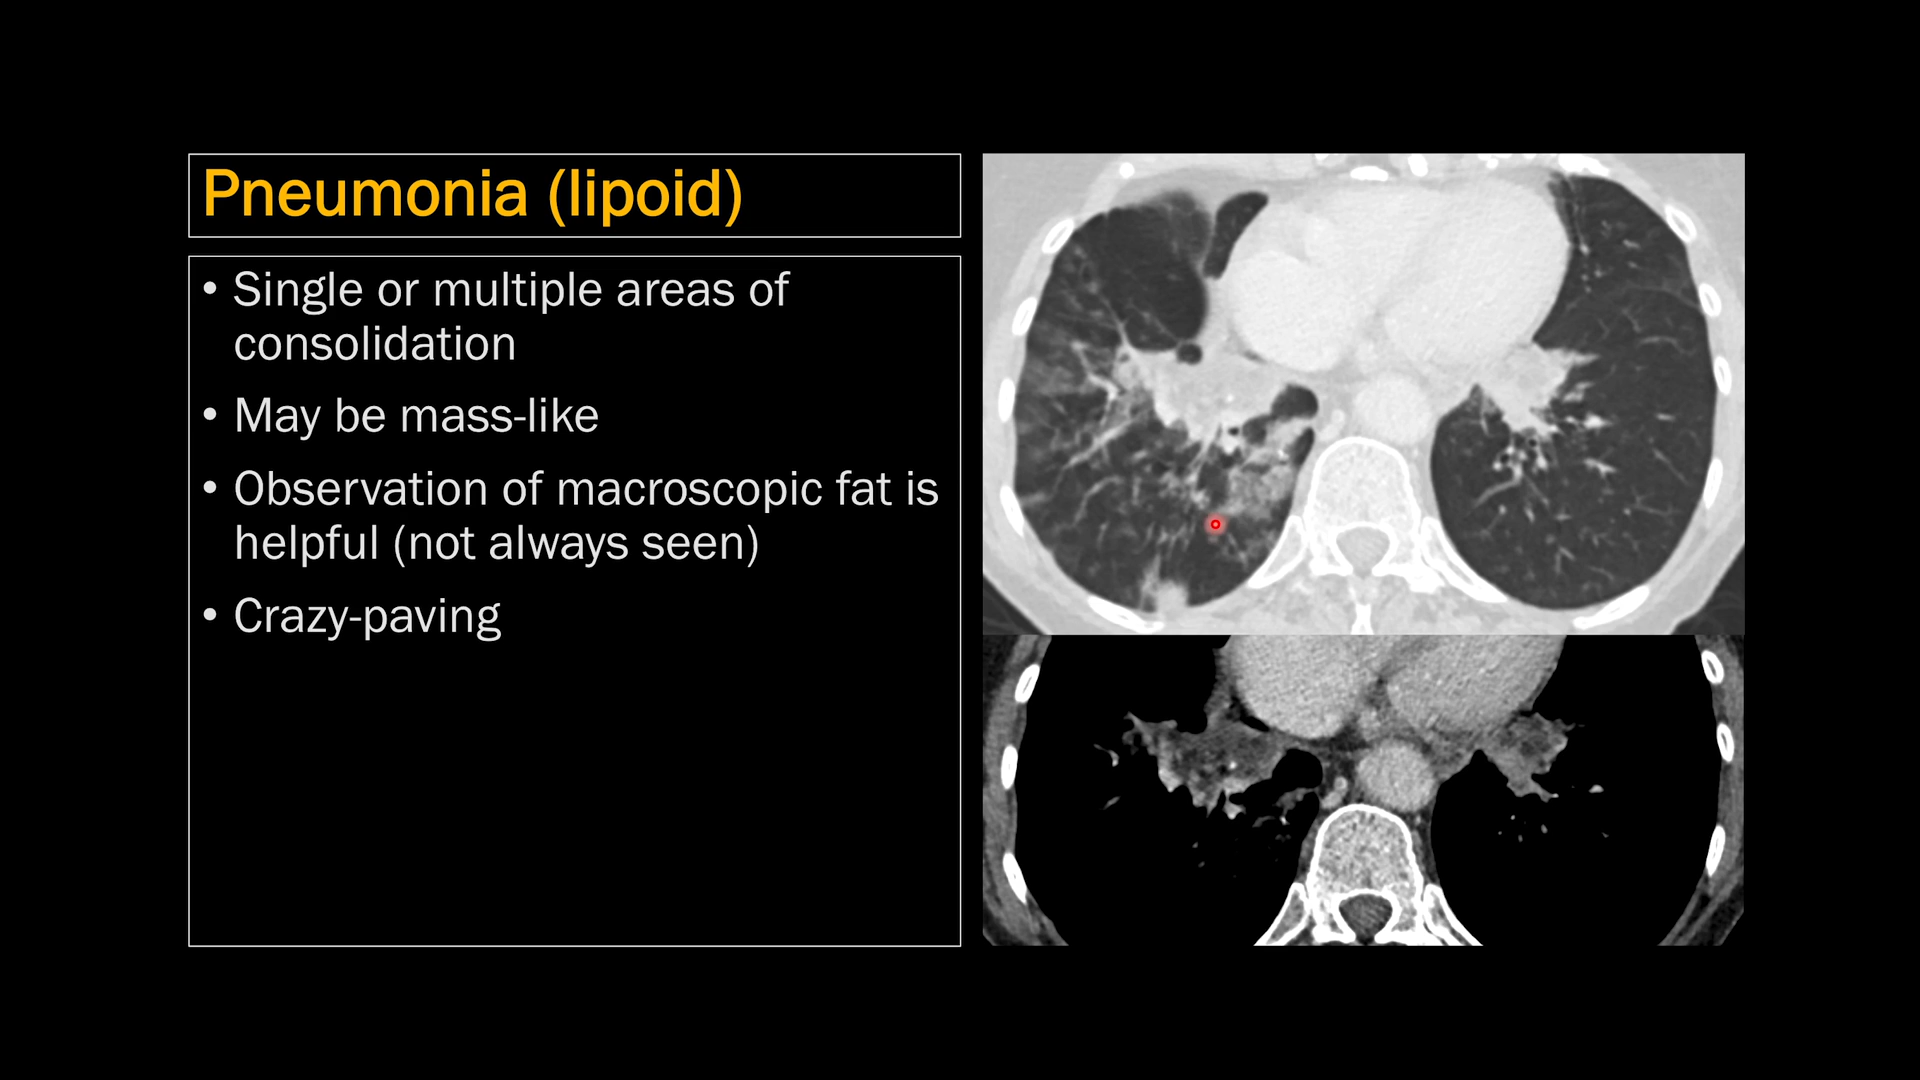 Pneumonia (lipoid)
• Single or multiple areas of
consolidation
• May be mass-like
• Observation of macroscopic fat is
helpful (not always seen)
• Crazy-paving